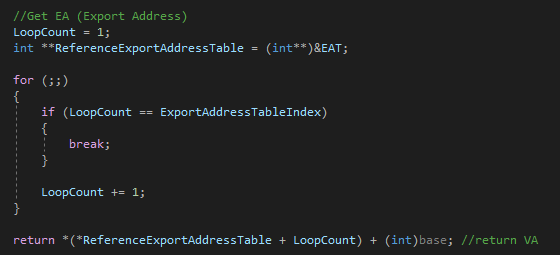 //Get EA (Export Address)
LoopCount = 1;
int **ReferenceExportAddressTable = (int**)&EAT;
for (;;)
{
if (LoopCount == ExportAddressTableIndex)
{
break;
}
LoopCount += 1;
}
return *(*ReferenceExportAddressTable + LoopCount) + (int)base; //return VA